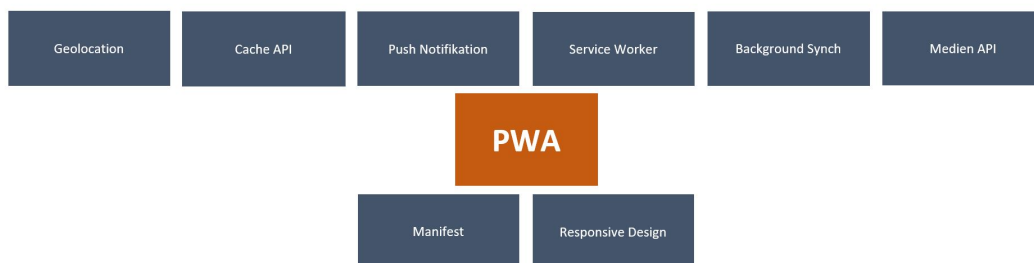 Geolocation
Cache API
Push Notifikation
Service Worker
Background Synch
Medien API
PWA
Manifest
Responsive Design